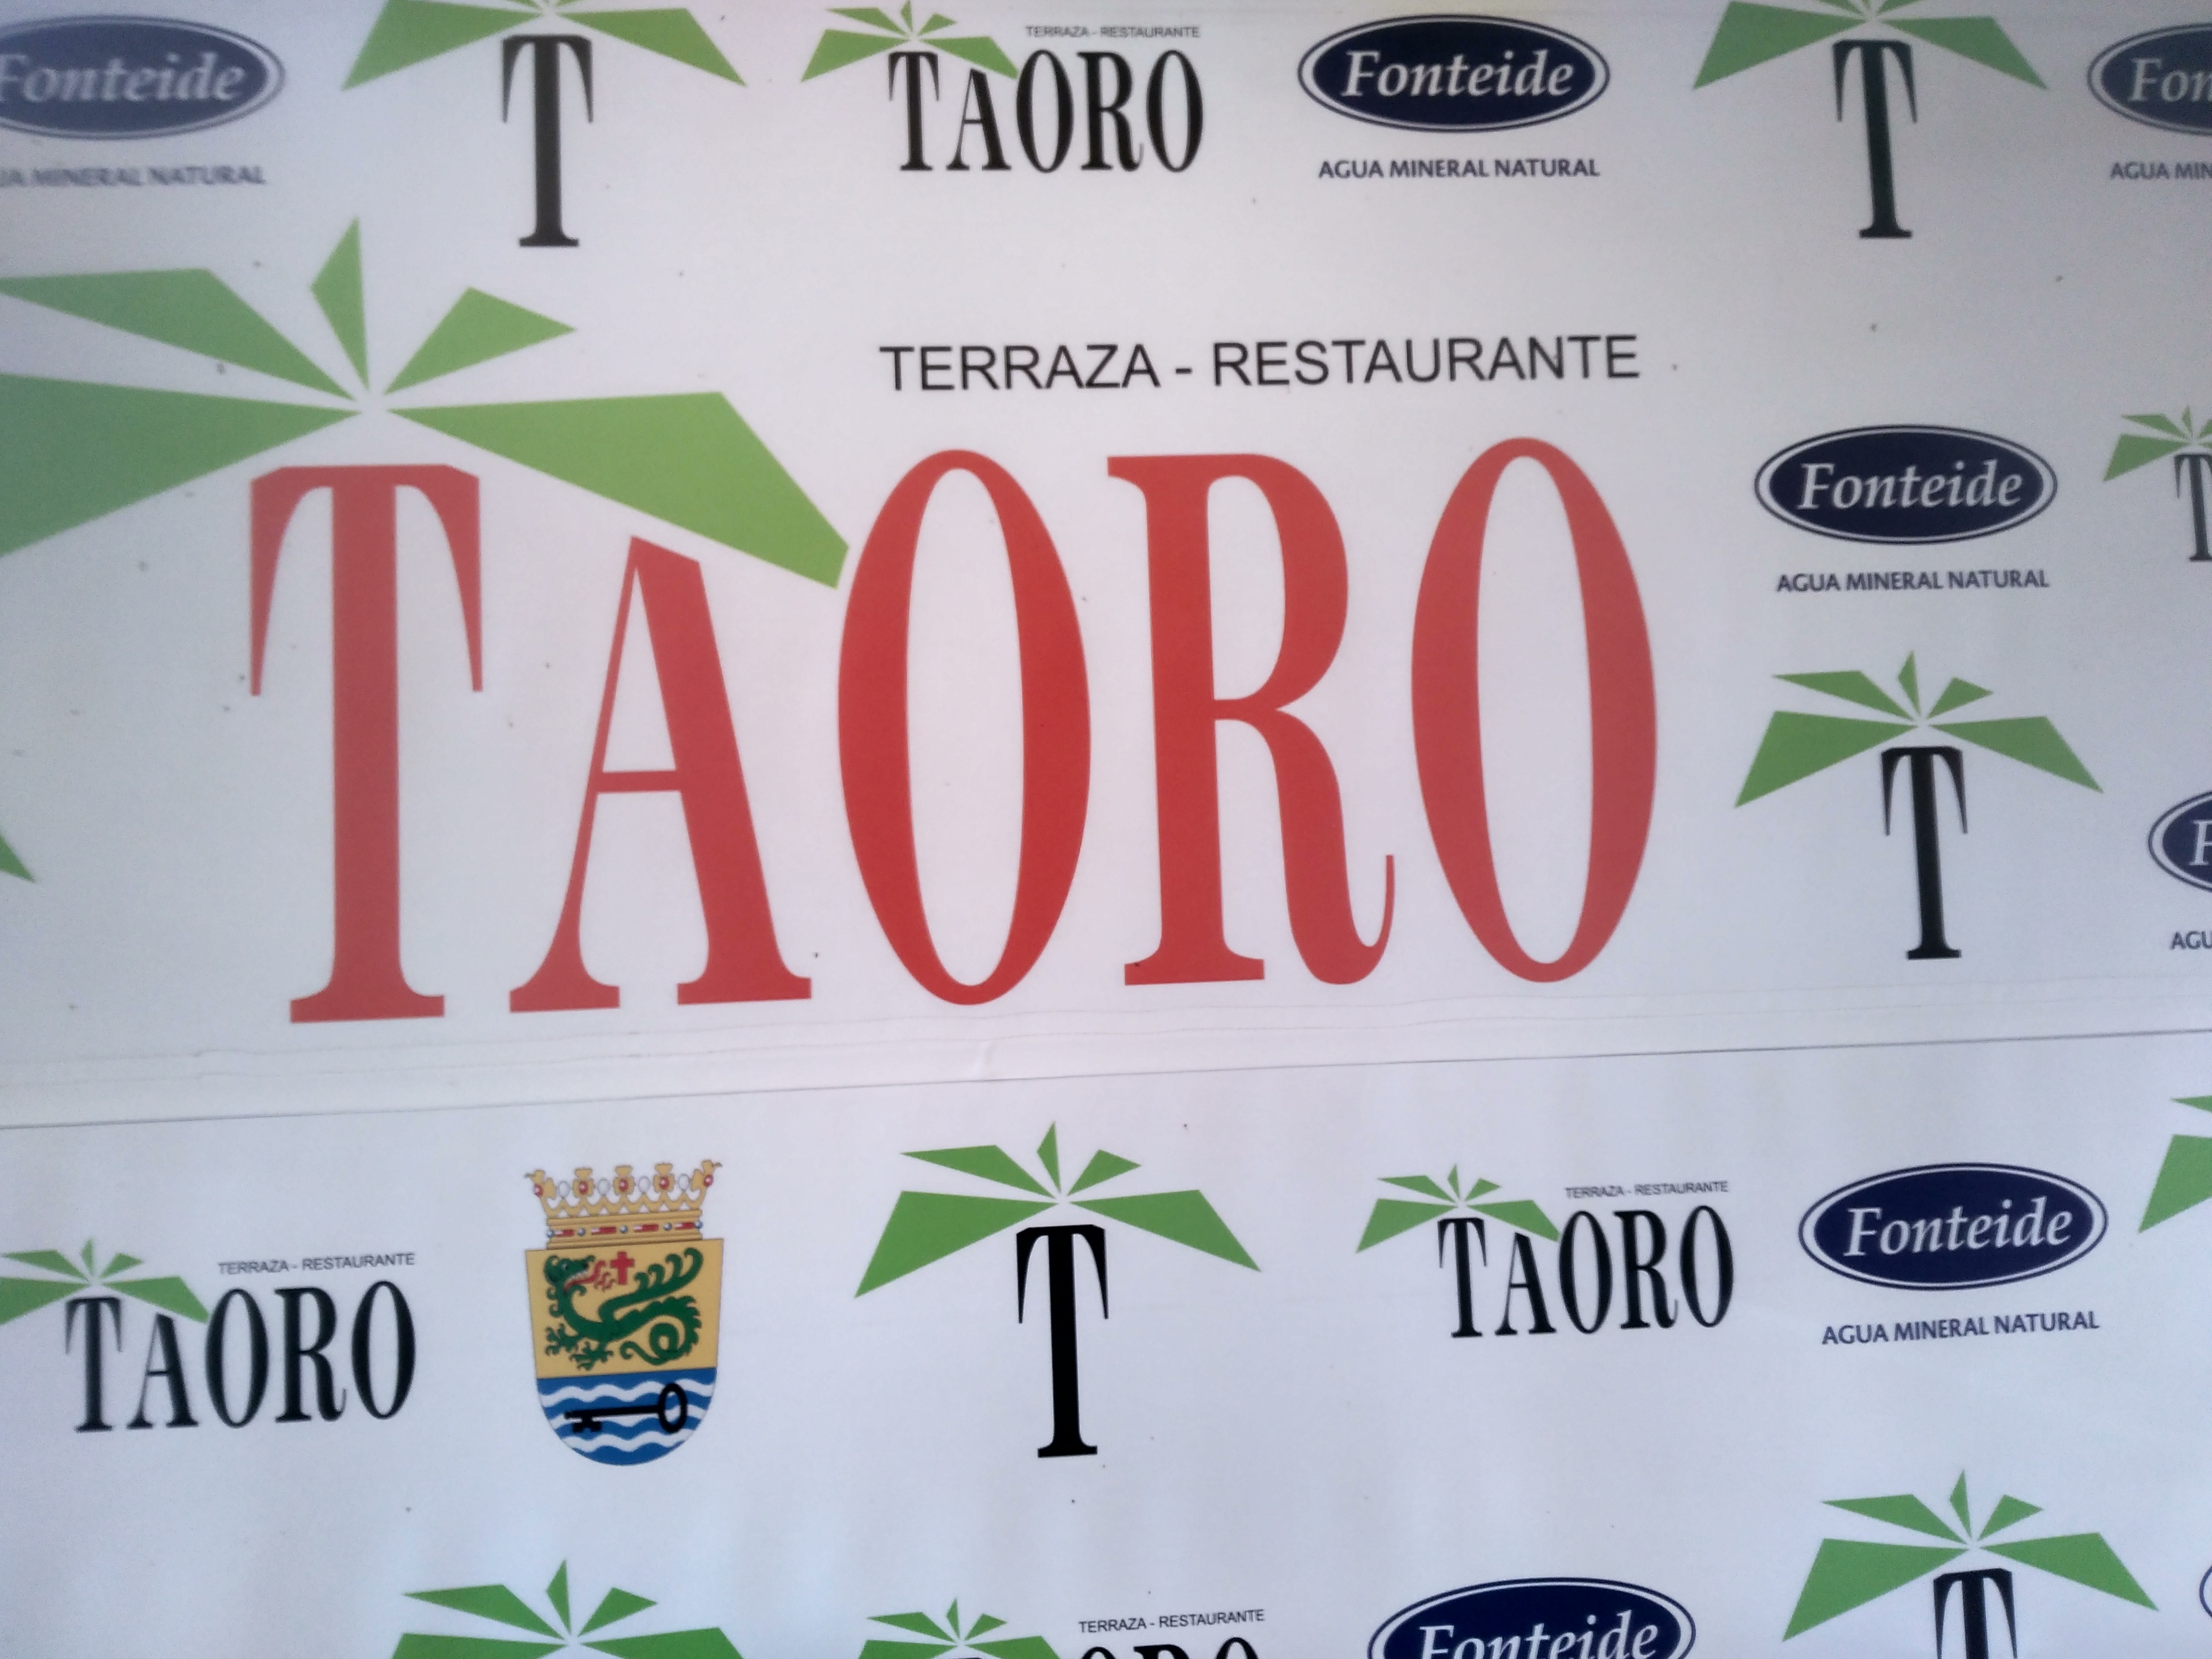 Fonteide
MINERAL NATURAL
T
TERRAZA - RESTAURANTE
TAORO
Fonteide
AGUA MINERAL NATURAL
T
AGUA
TERRAZA - RESTAURANTE
TAORO
Fonteide
AGUA MINERAL NATURAL
T
T
TERRAZA - RESTAURANTE
TAORO
T
TERRAZA - RESTAURANTE
TAORO
Fonteide
AGUA MINERAL NATURAL
TERRAZA - RESTAURANTE
Fonteide
T